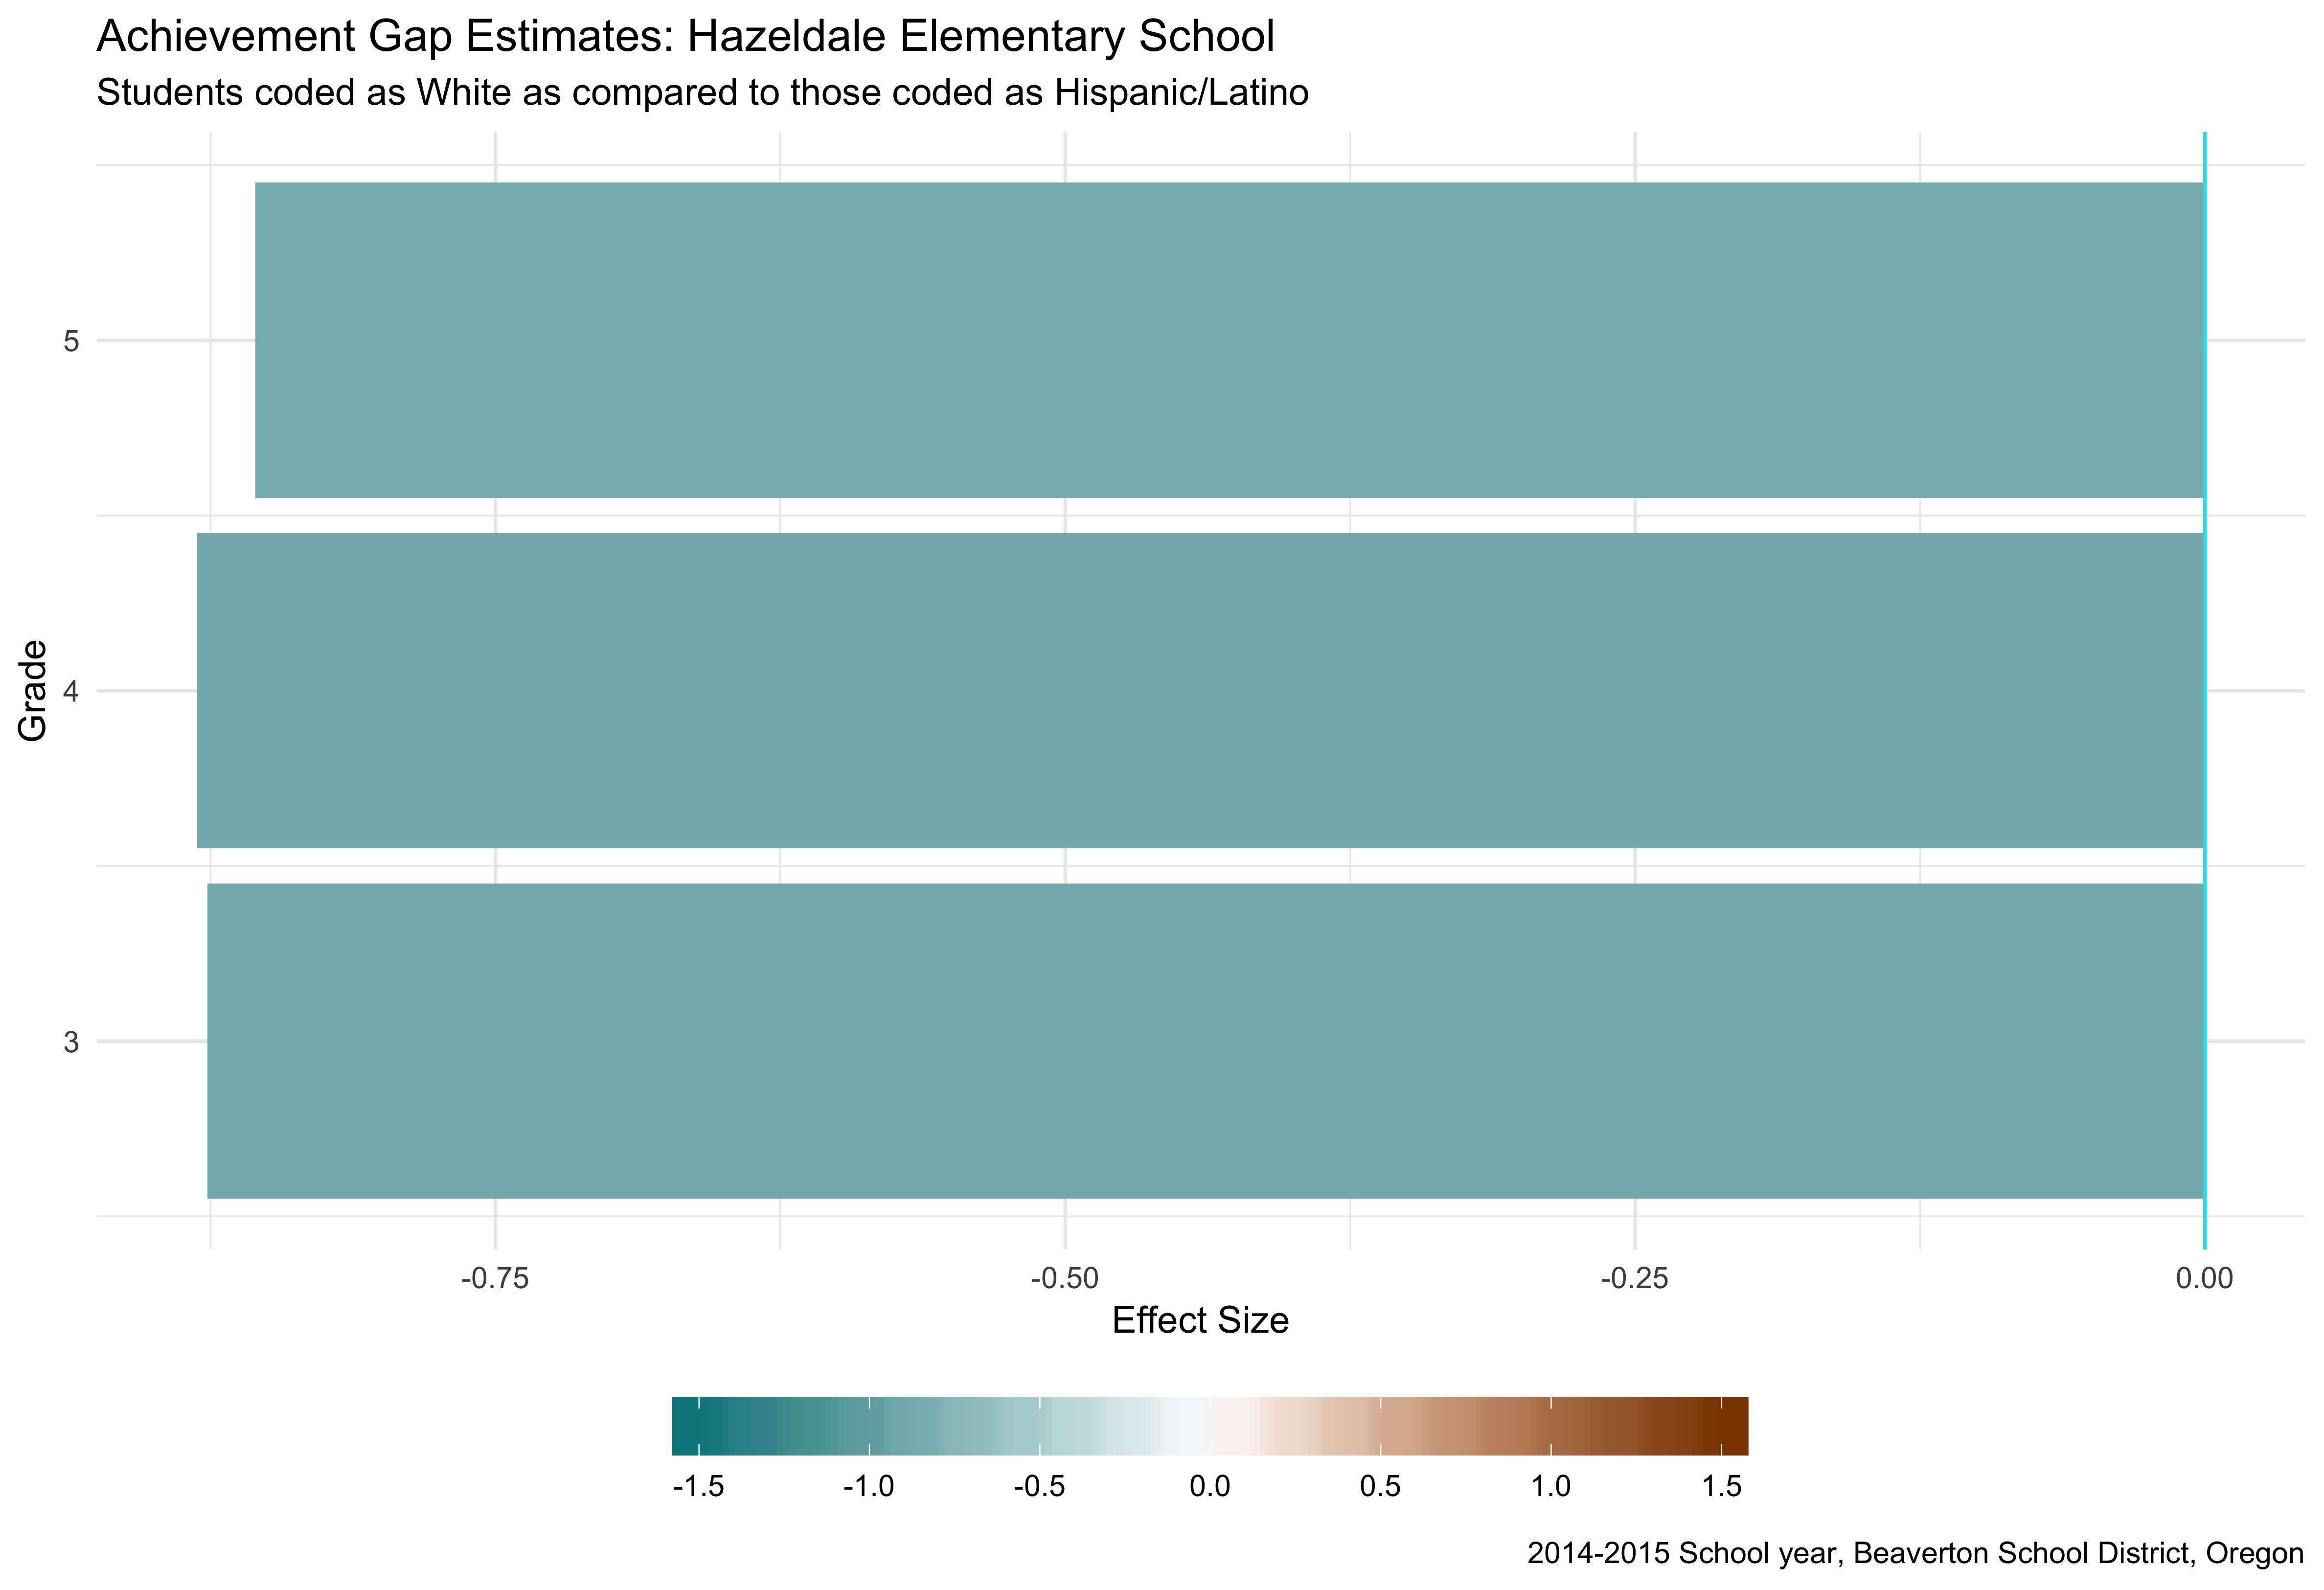 Achievement Gap Estimates: Hazeldale Elementary School
Students coded as White as compared to those coded as Hispanic/Latino
5
4
3
Grade
-0.75 -0.50 -0.25 0.00
Effect Size
-1.5 -1.0 -0.5 0.0 0.5 1.0 1.5
2014-2015 School year, Beaverton School District, Oregon